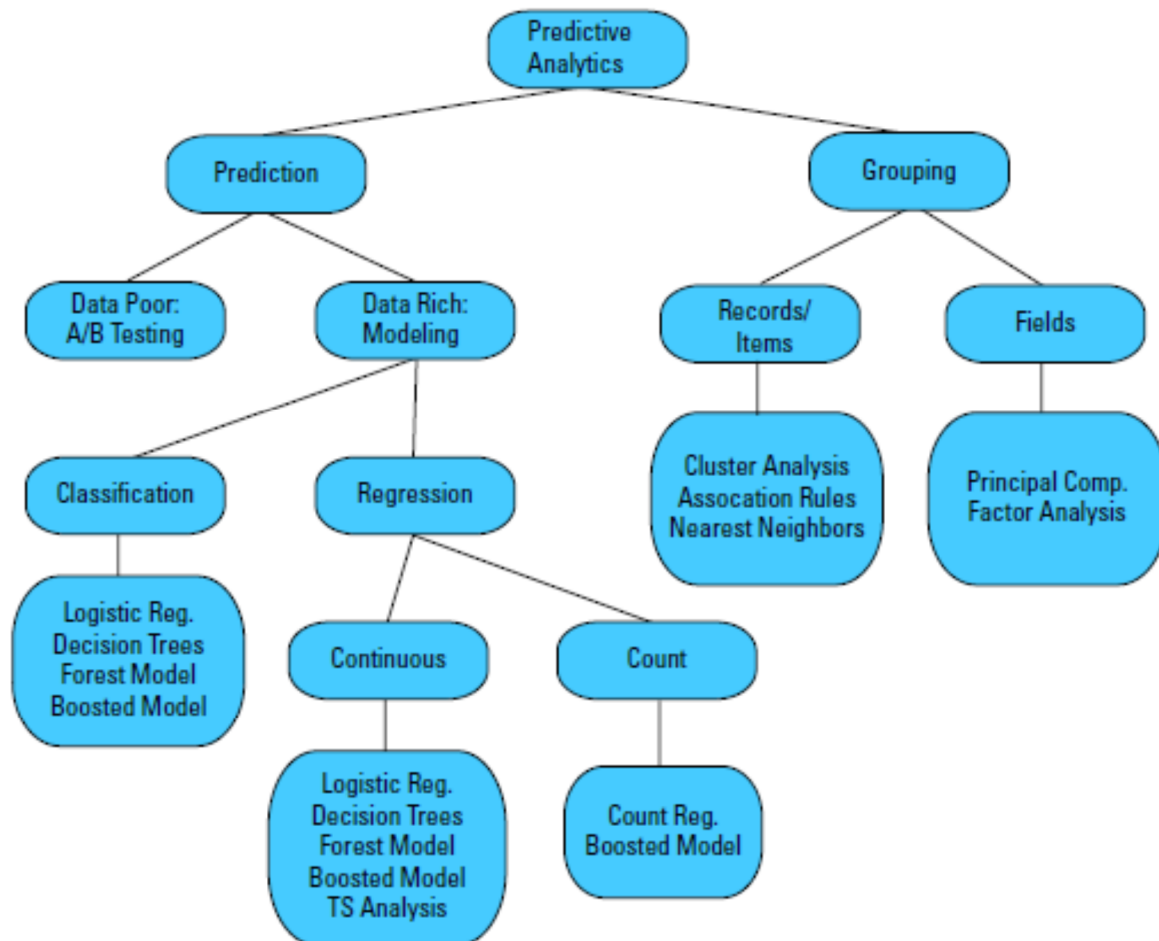 Predictive
Analytics
Prediction
Grouping
Data Poor:
A/B Testing
Data Rich:
Modeling
Records/
Items
Fields
Classification
Regression
Cluster Analysis
Assocation Rules
Nearest Neighbors
Principal Comp.
Factor Analysis
Logistic Reg.
Decision Trees
Forest Model
Boosted Model
Continuous
Count
Logistic Reg.
Decision Trees
Forest Model
Boosted Model
TS Analysis
Count Reg.
Boosted Model